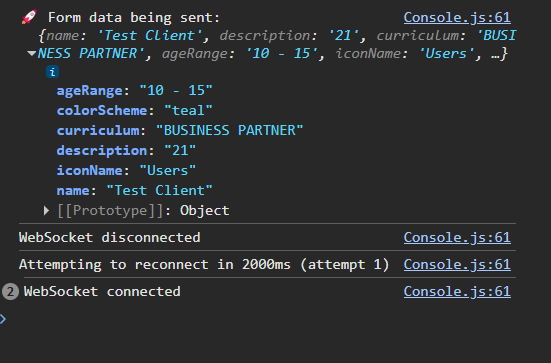 🚀 Form data being sent: Console.js:61
{name: 'Test Client', description: '21', curriculum: 'BUSI
▼NESS PARTNER', ageRange: '10 - 15', iconName: 'Users', …}
i
ageRange: "10 - 15"
colorScheme: "teal"
curriculum: "BUSINESS PARTNER"
description: "21"
iconName: "Users"
name: "Test Client"
▶ [[Prototype]]: Object
WebSocket disconnected Console.js:61
Attempting to reconnect in 2000ms (attempt 1) Console.js:61
2 WebSocket connected Console.js:61
>